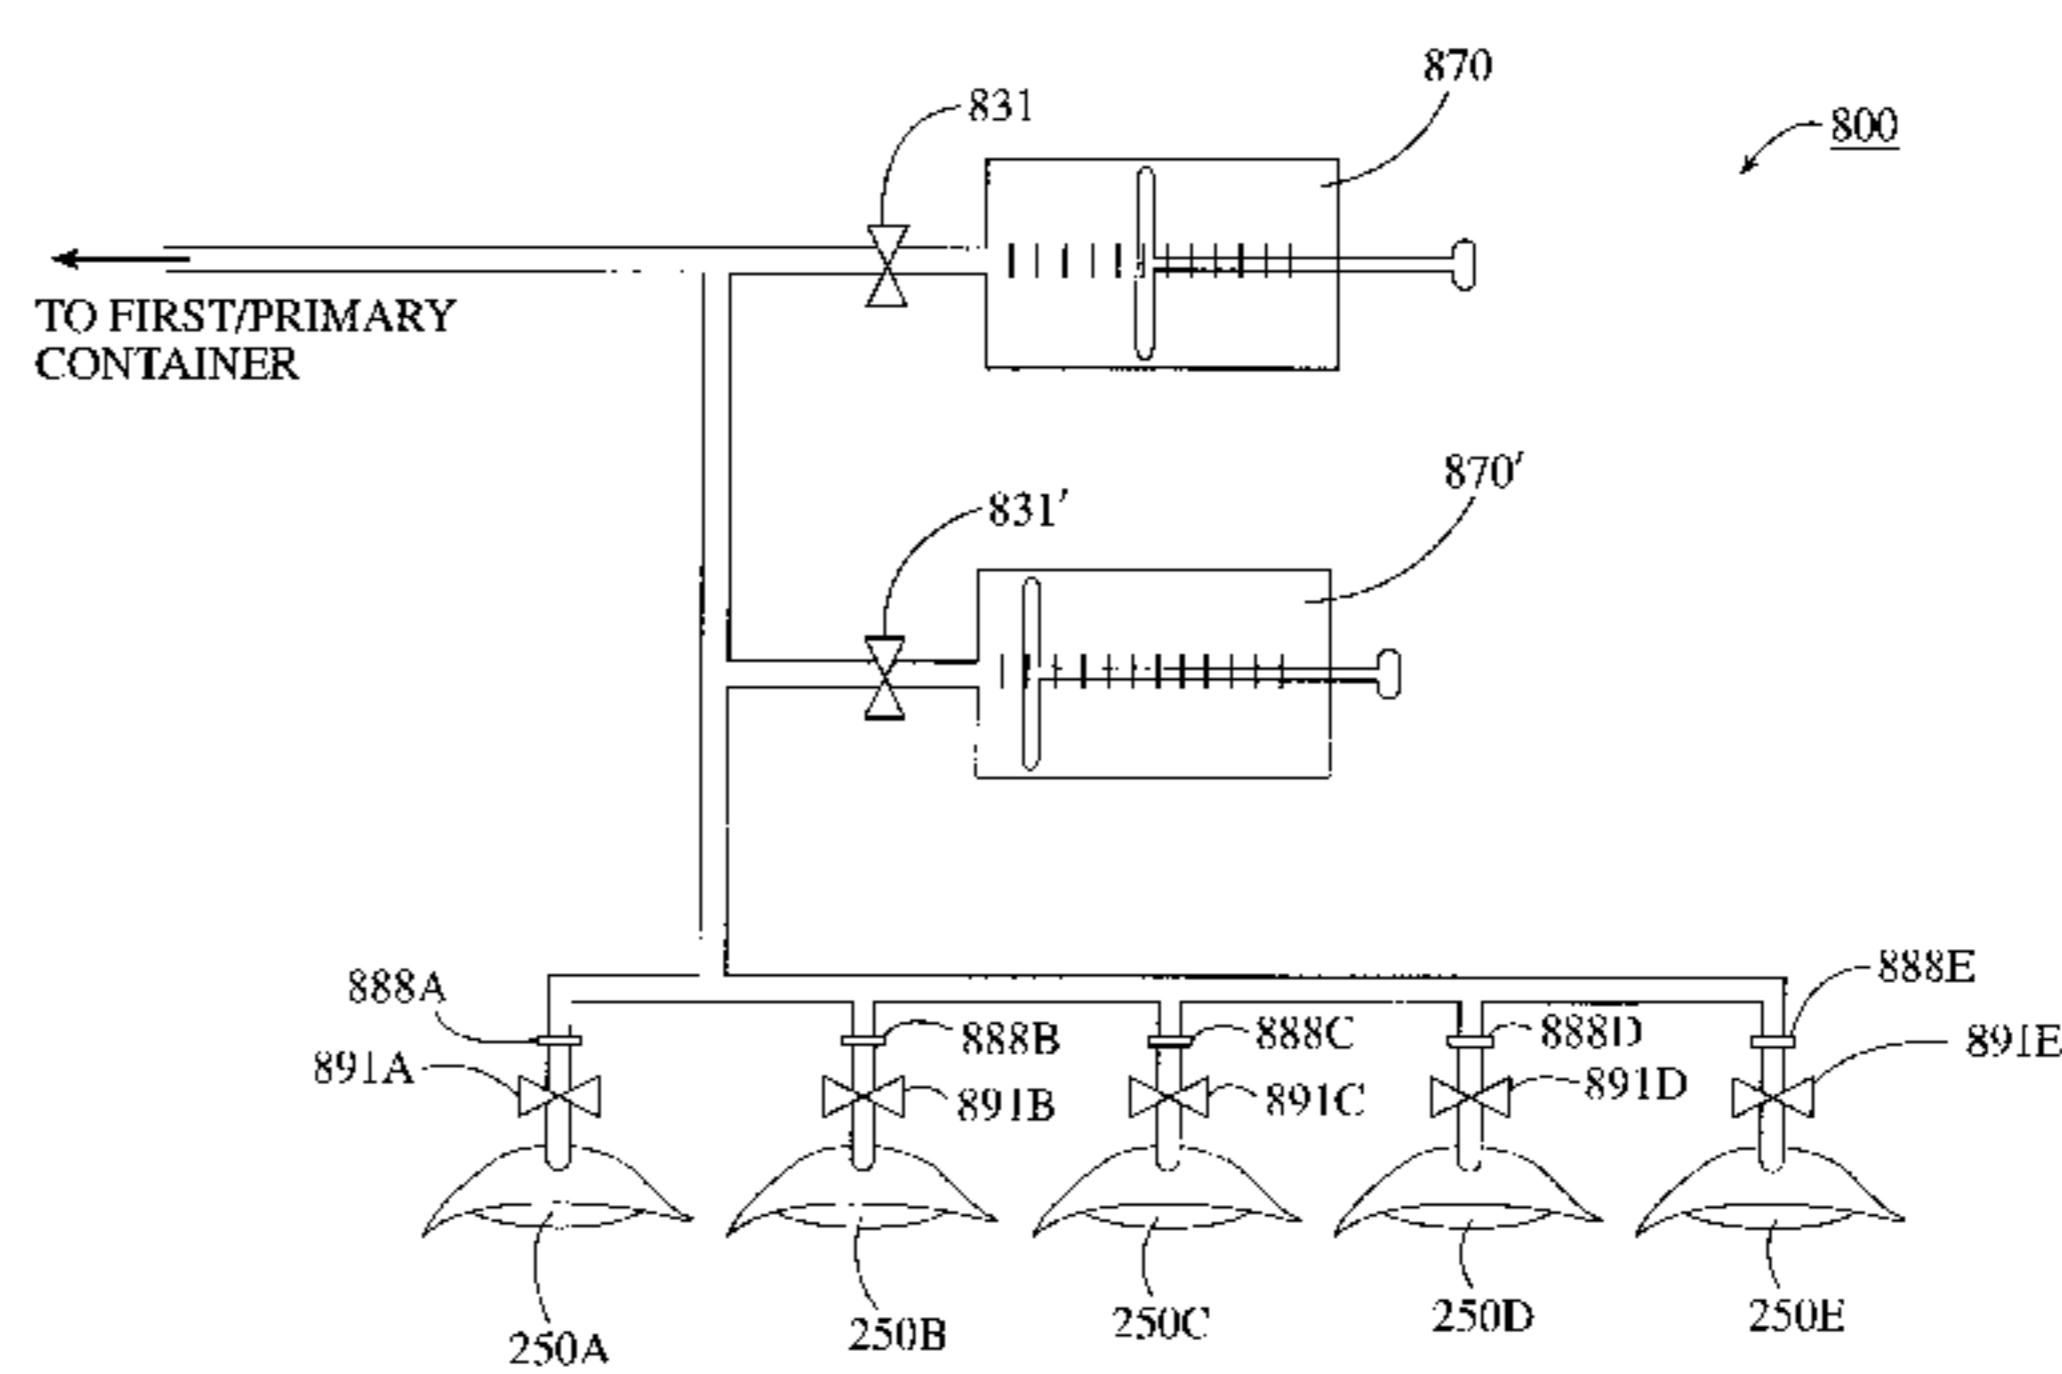 870
831
800
TO FIRST/PRIMARY
CONTAINER
870′
831′
888A
888B
888C
888D
888E
891A
891B
891C
891D
891E
250A
250B
250C
250D
250E